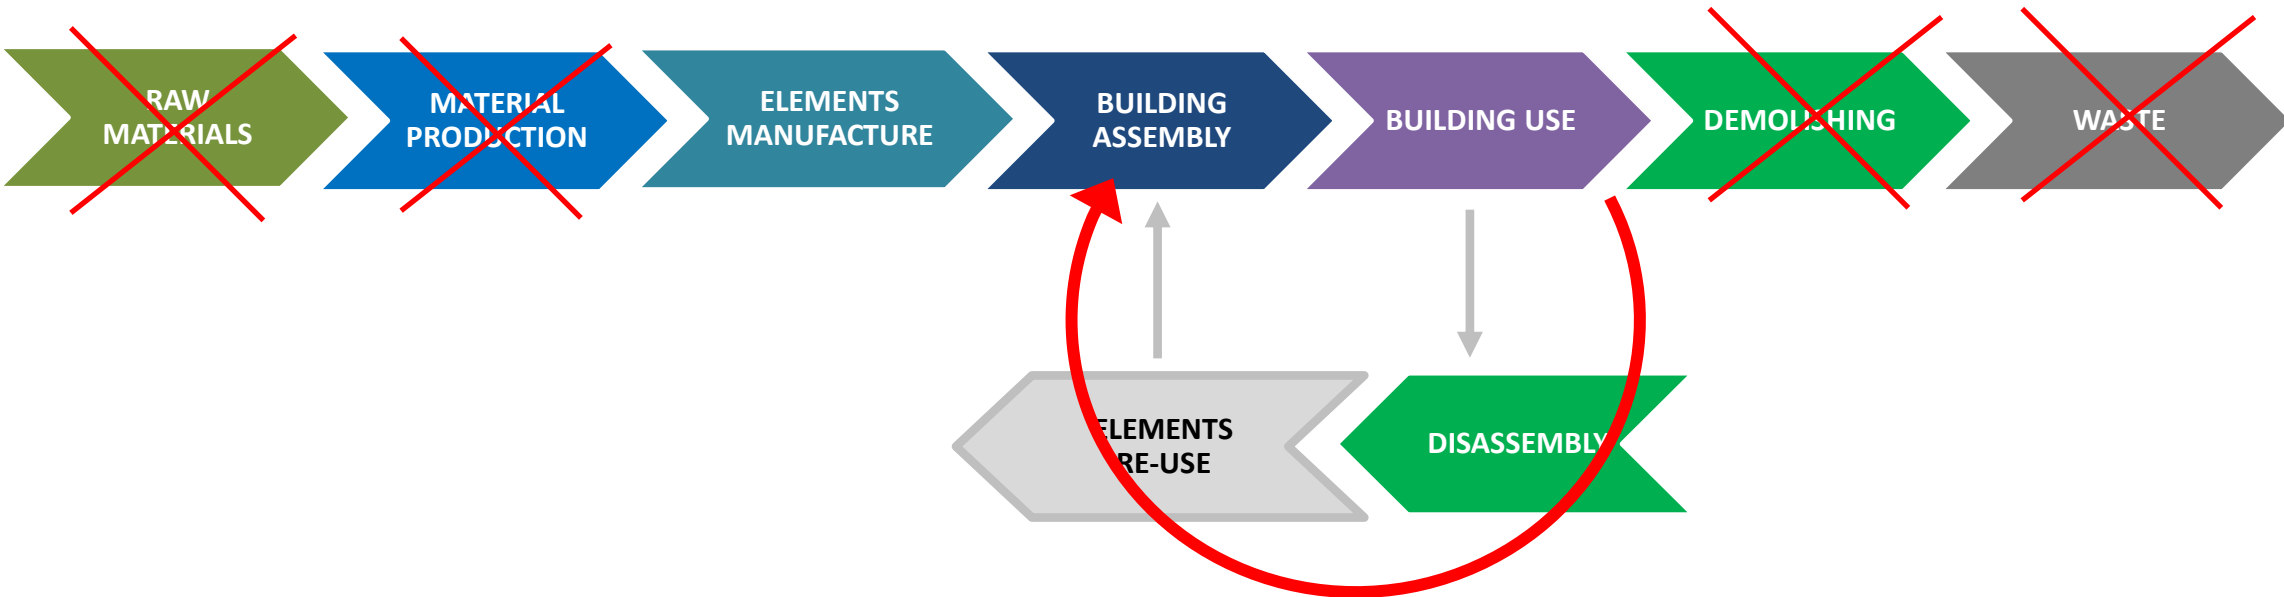 RAW
MATERIALS
MATERIAL
PRODUCTION
ELEMENTS
MANUFACTURE
BUILDING
ASSEMBLY
BUILDING USE
DEMOLISHING
WASTE
ELEMENTS
RE-USE
DISASSEMBLY